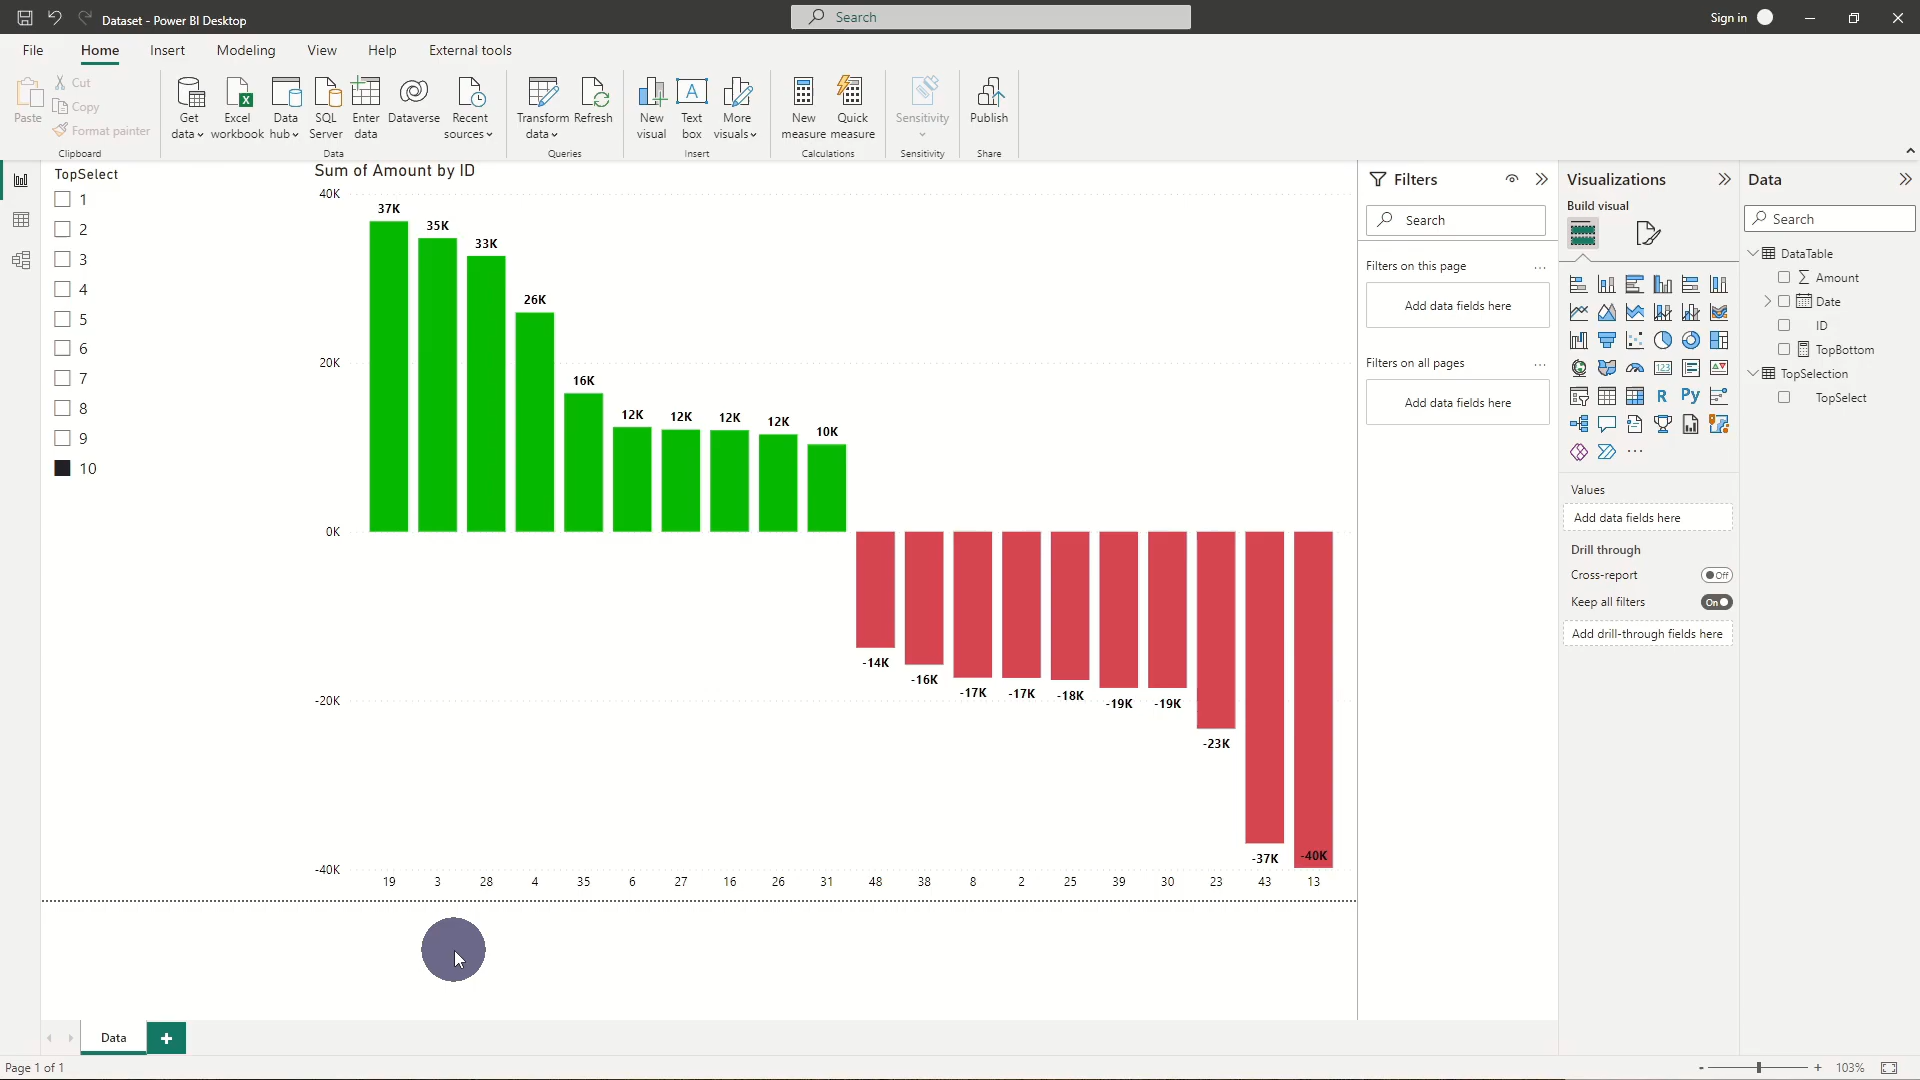 Dataset - Power BI Desktop
Search
Sign in
File
Home
Insert
Modeling
View
Help
External tools
Paste
Cut
Copy
Format painter
Clipboard
Get data
Excel workbook
Data hub
SQL Server
Enter data
Dataverse
Recent sources
Data
Transform data
Refresh
Queries
New visual
Text box
More visuals
Insert
New measure
Quick measure
Calculations
Sensitivity
Sensitivity
Publish
Share
TopSelect
1
2
3
4
5
6
7
8
9
10
Sum of Amount by ID
40K
20K
0K
-20K
-40K
37K
35K
33K
26K
16K
12K
12K
12K
12K
10K
-14K
-16K
-17K
-17K
-18K
-19K
-19K
-23K
-37K
-40K
19 3 28 4 35 6 27 16 26 31 48 38 8 2 25 39 30 23 43 13
Filters
Search
Filters on this page
...
Add data fields here
Filters on all pages
...
Add data fields here
Visualizations
Build visual
123
R
Py
...
Values
Add data fields here
Drill through
Cross-report
Off
Keep all filters
On
Add drill-through fields here
Data
Search
DataTable
Amount
Date
ID
TopBottom
TopSelection
TopSelect
Data
+
Page 1 of 1
- + 103%